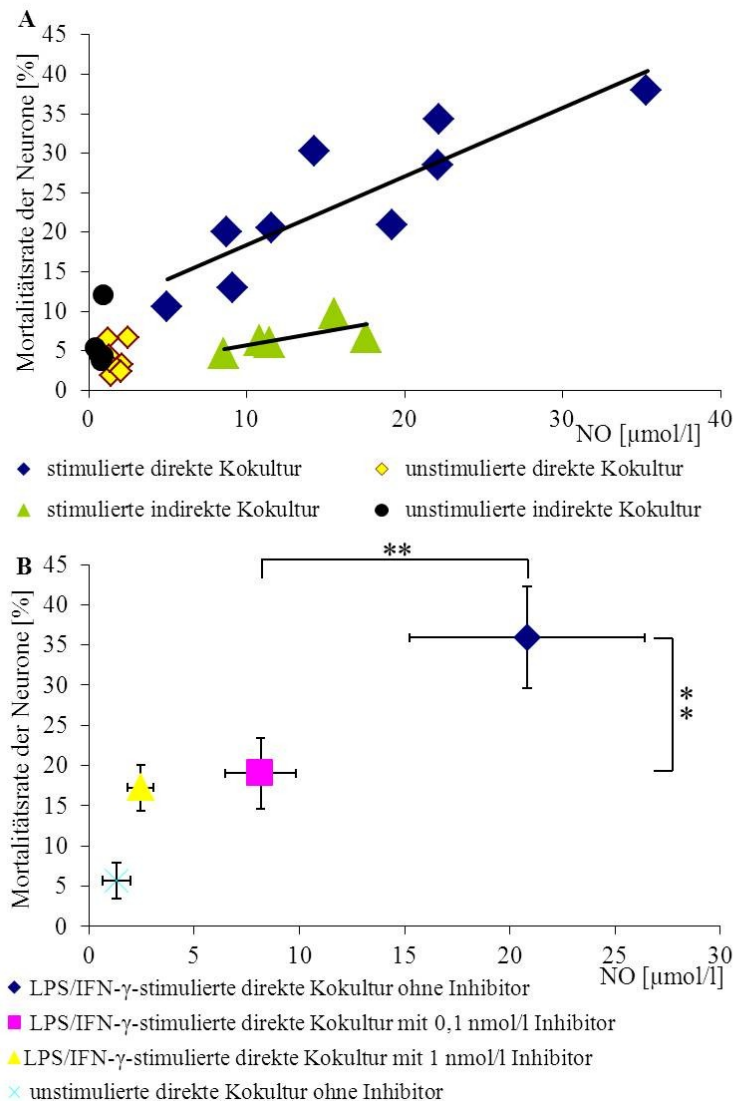 A
Mortalitätsrate der Neurone [%]
45
40
35
30
25
20
15
10
5
0
0 10 20 30 40
NO [µmol/l]
stimulierte direkte Kokultur
unstimulierte direkte Kokultur
stimulierte indirekte Kokultur
unstimulierte indirekte Kokultur
B
Mortalitätsrate der Neurone [%]
45
40
35
30
25
20
15
10
5
0
**
**
0 5 10 15 20 25 30
NO [µmol/l]
LPS/IFN-γ-stimulierte direkte Kokultur ohne Inhibitor
LPS/IFN-γ-stimulierte direkte Kokultur mit 0,1 nmol/l Inhibitor
LPS/IFN-γ-stimulierte direkte Kokultur mit 1 nmol/l Inhibitor
unstimulierte direkte Kokultur ohne Inhibitor